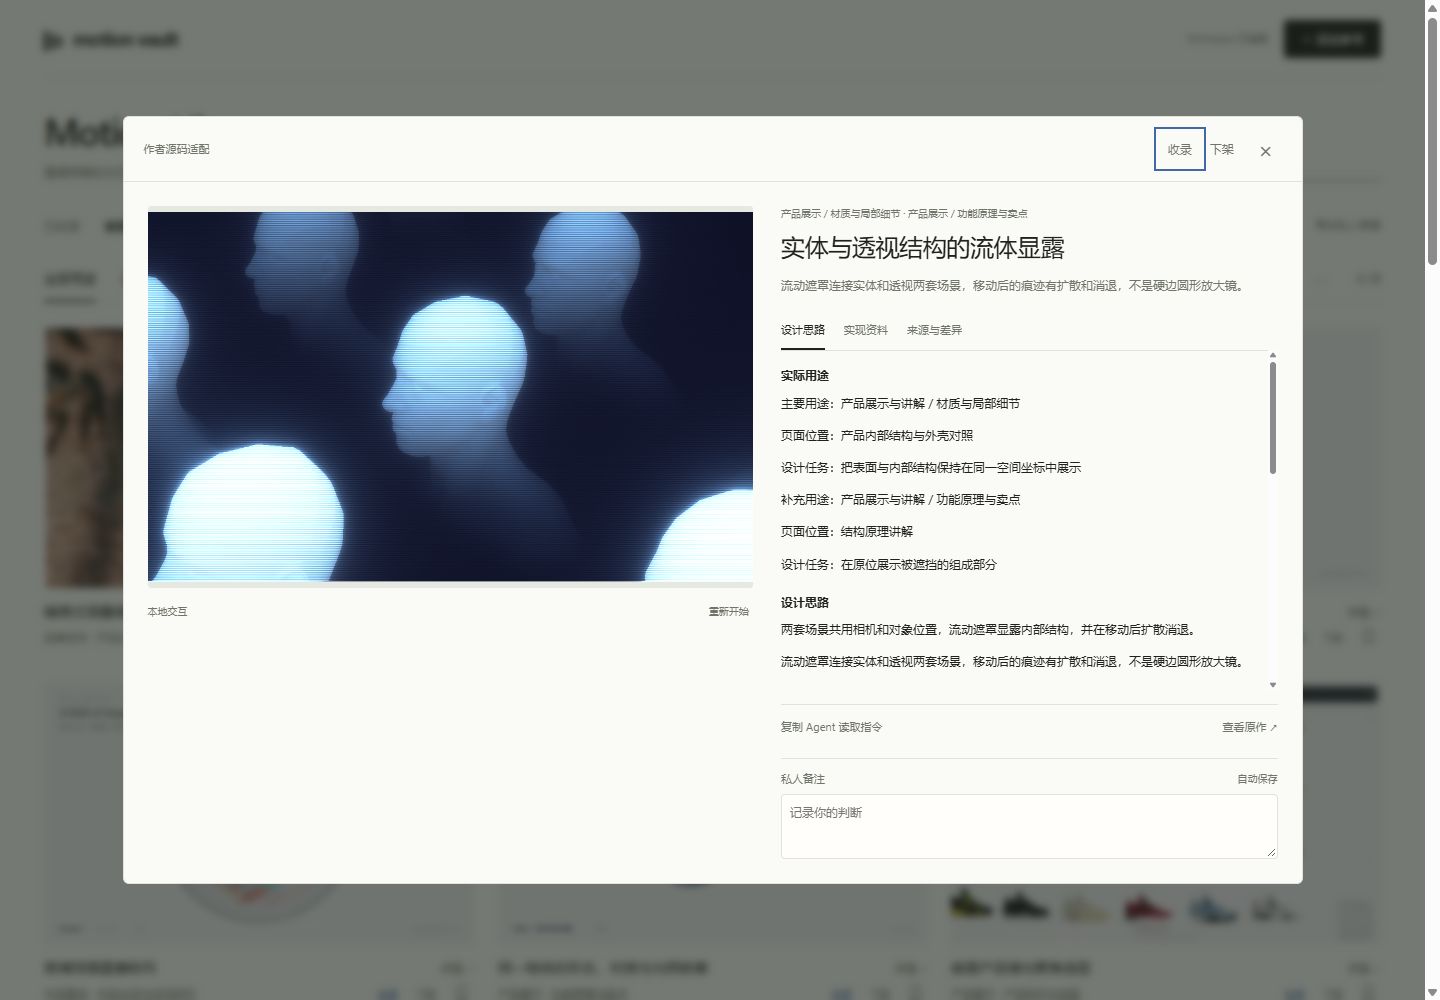 motion vault
作者源码适配
收录 下架 ×
产品展示 / 材质与局部细节 · 产品展示 / 功能原理与卖点
实体与透视结构的流体显露
流动遮罩连接实体和透视两套场景，移动后的痕迹有扩散和消退，不是硬边圆形放大镜。
设计思路 实现资料 来源与差异
实际用途
主要用途：产品展示与讲解 / 材质与局部细节
页面位置：产品内部结构与外壳对照
设计任务：把表面与内部结构保持在同一空间坐标中展示
补充用途：产品展示与讲解 / 功能原理与卖点
页面位置：结构原理讲解
设计任务：在原位展示被遮挡的组成部分
设计思路
两套场景共用相机和对象位置，流动遮罩显露内部结构，并在移动后扩散消退。
流动遮罩连接实体和透视两套场景，移动后的痕迹有扩散和消退，不是硬边圆形放大镜。
本地交互 重新开始
复制 Agent 读取指令 查看原作 ↗
私人备注 自动保存
记录你的判断